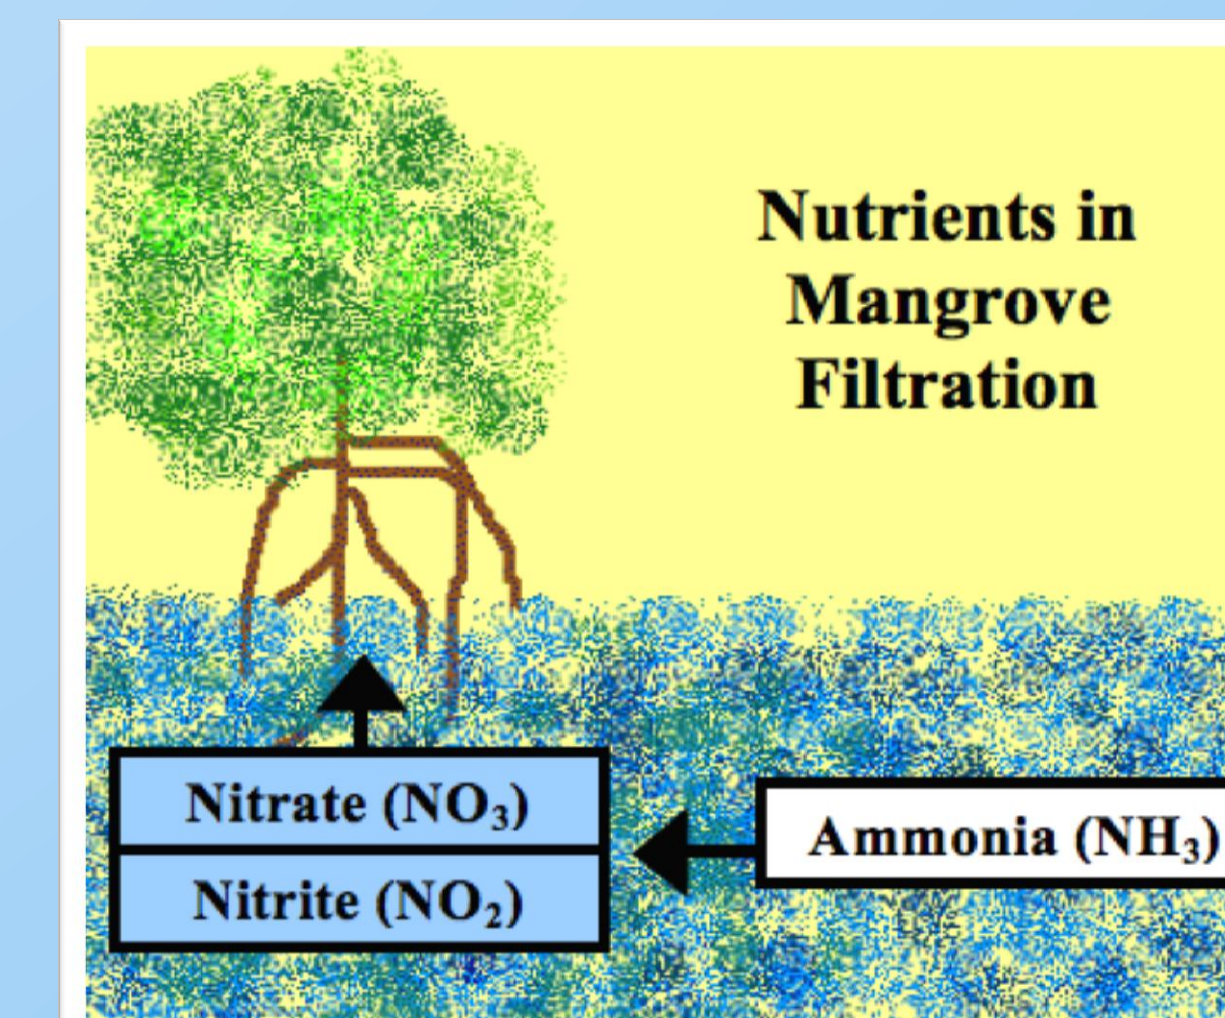 Nutrients in
Mangrove
Filtration
Nitrate (NO₃)
Nitrite (NO₂)
Ammonia (NH₃)